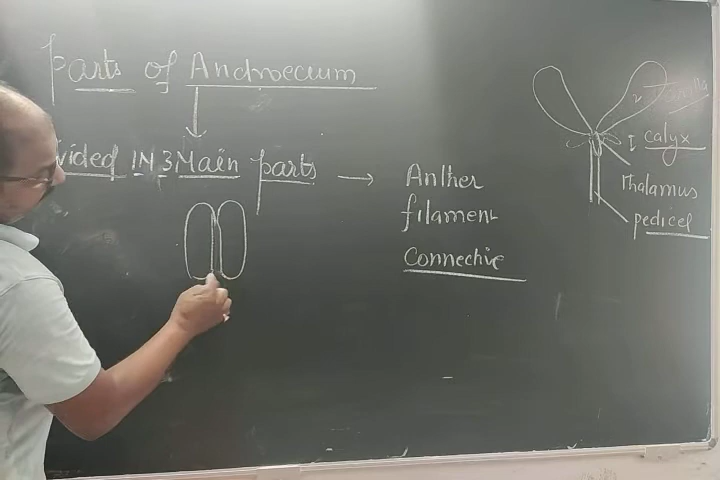 Parts of Androecium
vided IN 3 Main parts → Anther
filament
Connective
calyx
Thalamus
pedicel